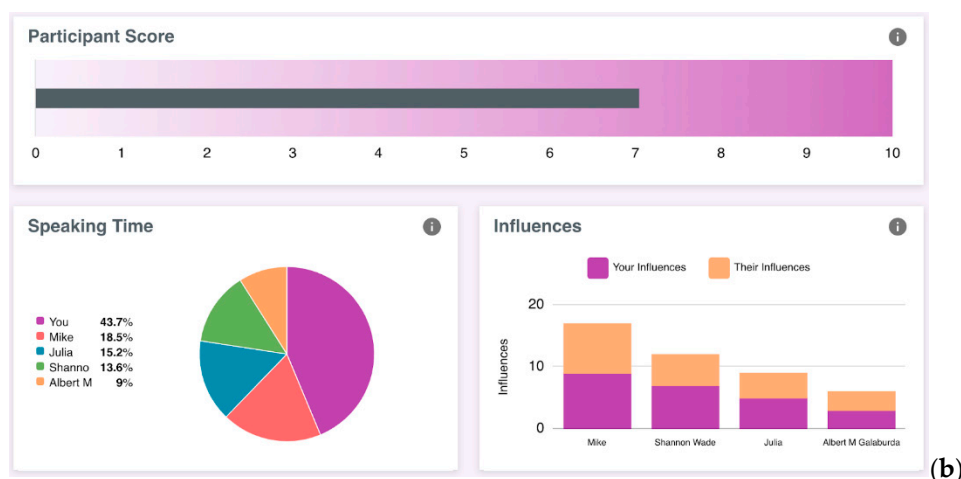 Participant Score
0 1 2 3 4 5 6 7 8 9 10
Speaking Time
You 43.7%
Mike 18.5%
Julia 15.2%
Shanno 13.6%
Albert M 9%
Influences
Your Influences Their Influences
Influences
20
10
0
Mike Shannon Wade Julia Albert M Galaburda
(b)